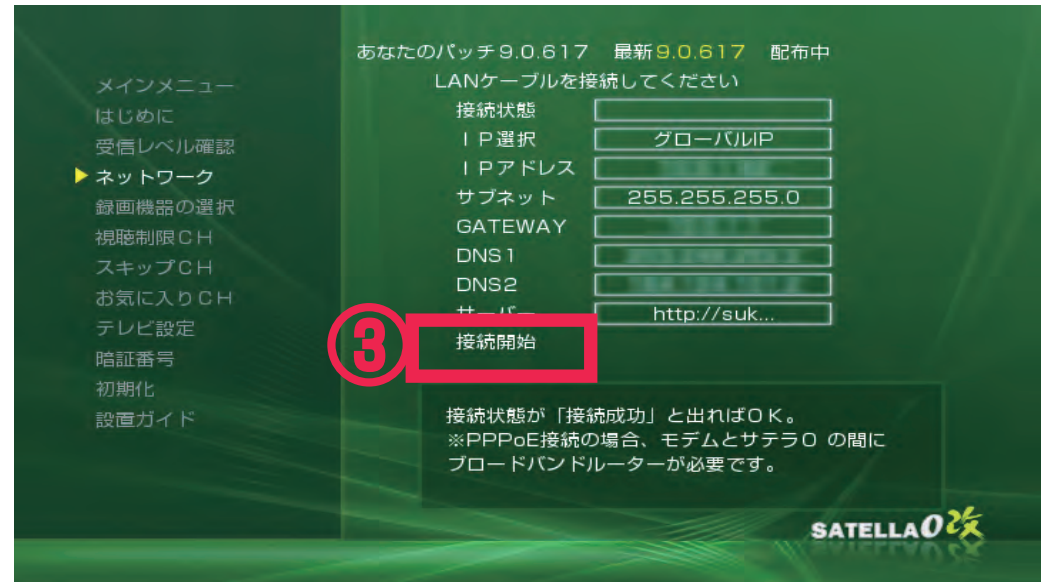 あなたのパッチ9.0.617 最新9.0.617 配布中
LANケーブルを接続してください
メインメニュー
はじめに
受信レベル確認
ネットワーク
録画機器の選択
視聴制限CH
スキップCH
お気に入りCH
テレビ設定
暗証番号
初期化
設置ガイド
接続状態
IP選択 グローバルIP
IPアドレス
サブネット 255.255.255.0
GATEWAY
DNS1
DNS2
サーバー http://suk...
③ 接続開始
接続状態が「接続成功」と出ればOK。
※PPPoE接続の場合、モデムとサテラ0 の間に
ブロードバンドルーターが必要です。
SATELLA0改